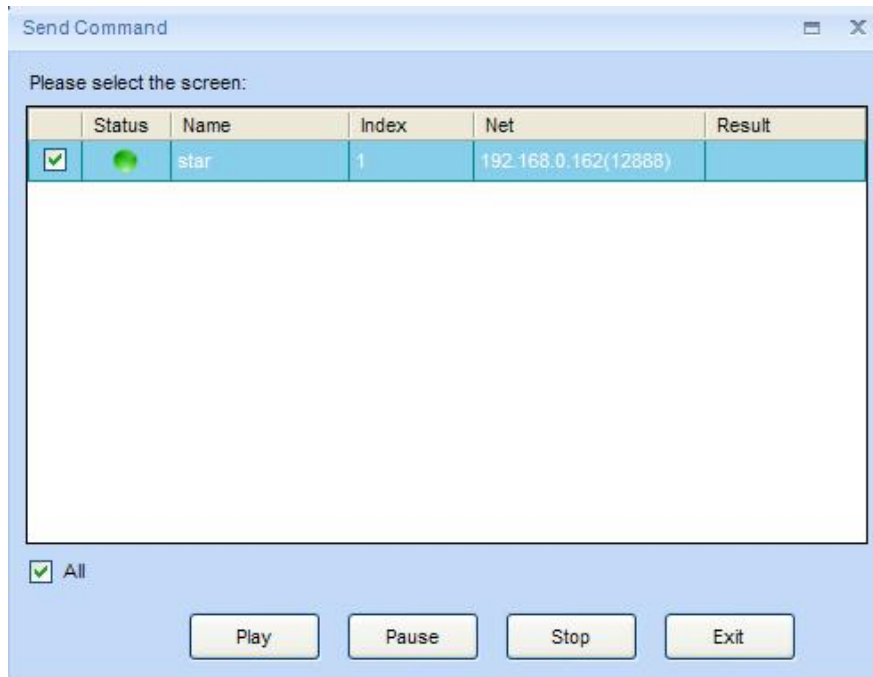 Send Command
Please select the screen:
Status Name Index Net Result
star 1 192.168.0.162(12888)
All
Play Pause Stop Exit